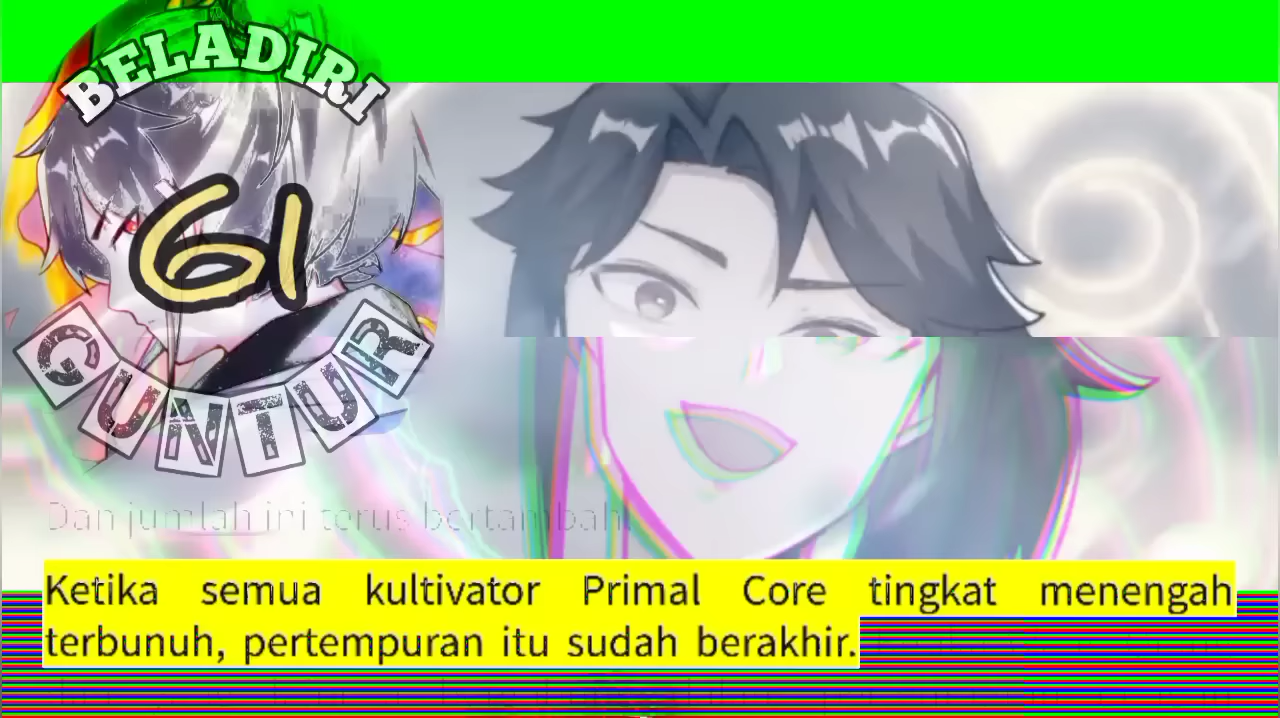 BELADIRI
61
GUNTUR
Dan jumlah ini terus bertambah!
Ketika semua kultivator Primal Core tingkat menengah
terbunuh, pertempuran itu sudah berakhir.